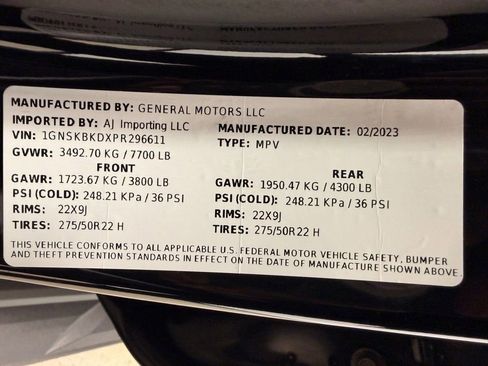 MANUFACTURED BY: GENERAL MOTORS LLC
IMPORTED BY: AJ Importing LLC
MANUFACTURED DATE: 02/2023
VIN: 1GNSKBKDXPR296611
TYPE: MPV
GVWR: 3492.70 KG / 7700 LB
FRONT
GAWR: 1723.67 KG / 3800 LB
PSI (COLD): 248.21 KPa / 36 PSI
RIMS: 22X9J
TIRES: 275/50R22 H
REAR
GAWR: 1950.47 KG / 4300 LB
PSI (COLD): 248.21 KPa / 36 PSI
RIMS: 22X9J
TIRES: 275/50R22 H
THIS VEHICLE CONFORMS TO ALL APPLICABLE U.S. FEDERAL MOTOR VEHICLE SAFETY, BUMPER
AND THEFT PREVENTION STANDARDS IN EFFECT ON THE DATE OF MANUFACTURE SHOWN ABOVE.